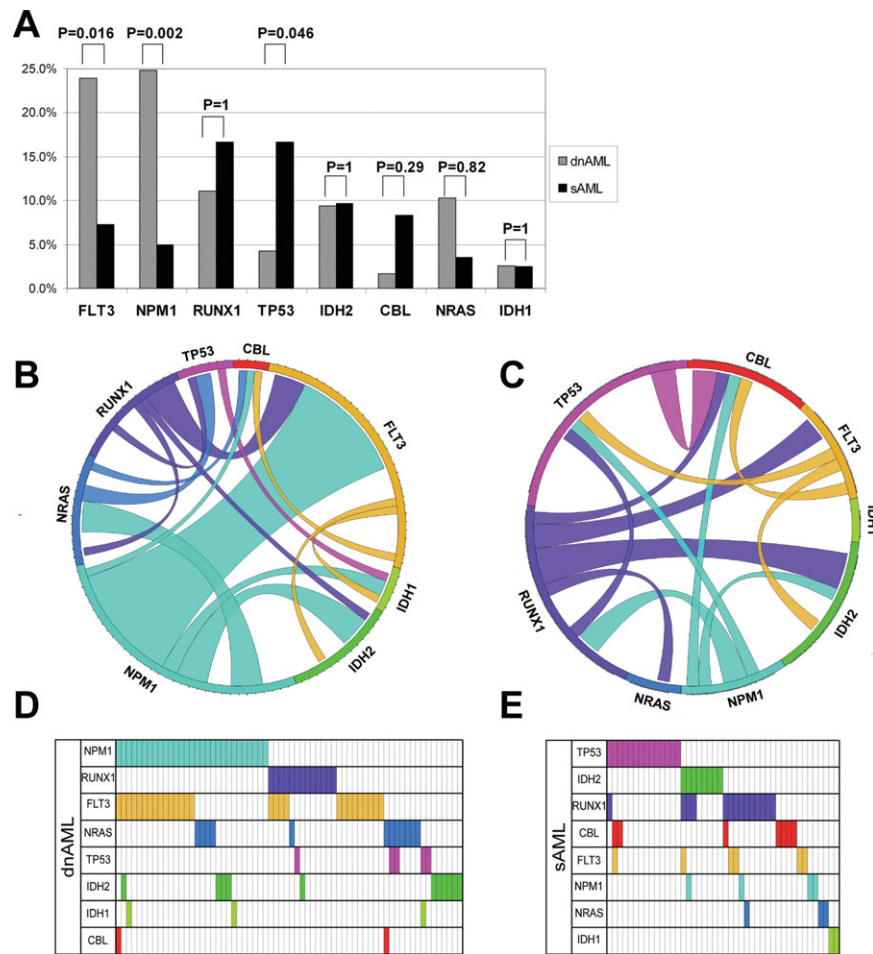 A
P=0.016 P=0.002 P=0.046
25.0%
20.0%
15.0%
10.0%
5.0%
0.0%
P=1
P=1 P=0.29 P=0.82
P=1
dnAML
sAML
FLT3 NPM1 RUNX1 TP53 IDH2 CBL NRAS IDH1
B
TP53 CBL
RUNX1
FLT3
NRAS
IDH1
IDH2
NPM1
C
CBL
TP53
FLT3
IDH1
IDH2
RUNX1
NRAS
NPM1
D
dnAML
NPM1
RUNX1
FLT3
NRAS
TP53
IDH2
IDH1
CBL
E
sAML
TP53
IDH2
RUNX1
CBL
FLT3
NPM1
NRAS
IDH1